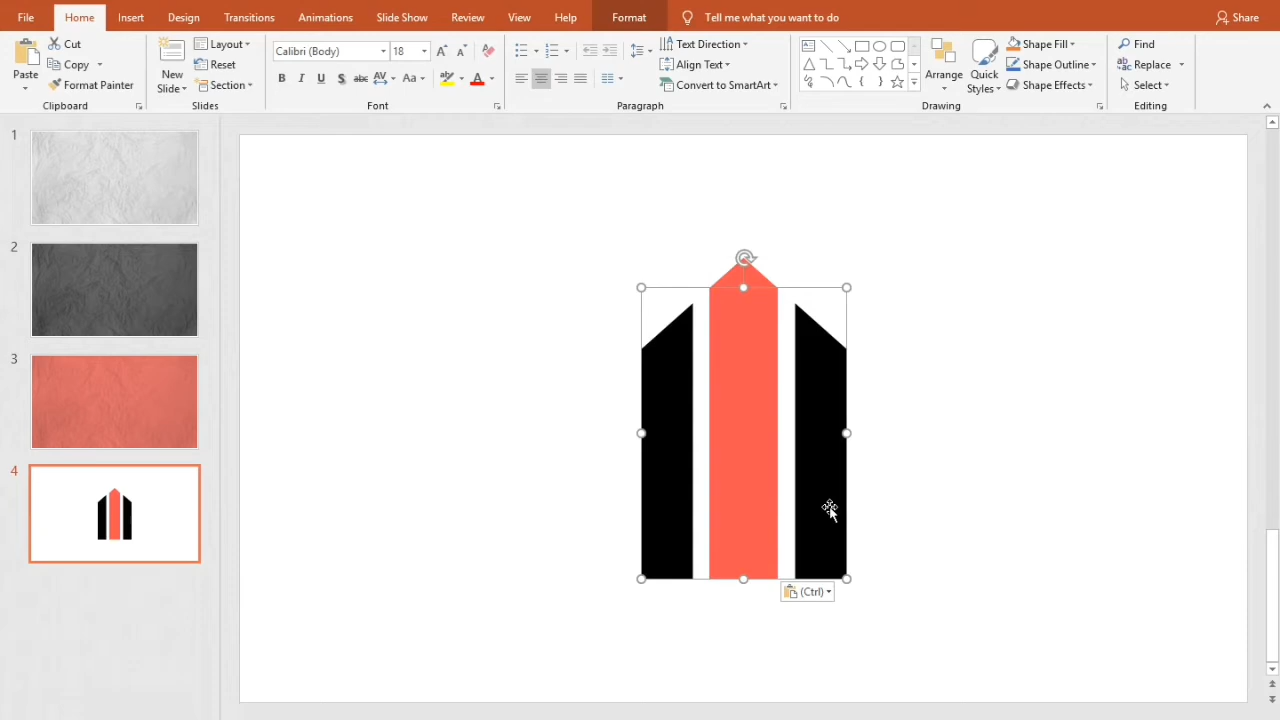 File Home Insert Design Transitions Animations Slide Show Review View Help Format Tell me what you want to do Share
Paste Cut Copy Format Painter Clipboard
New Slide Layout Reset Section Slides
Calibri (Body) 18 B I U S abc AV Aa A Font
Text Direction Align Text Convert to SmartArt Paragraph
Arrange Quick Styles Shape Fill Shape Outline Shape Effects Drawing
Find Replace Select Editing
1
2
3
4
(Ctrl)